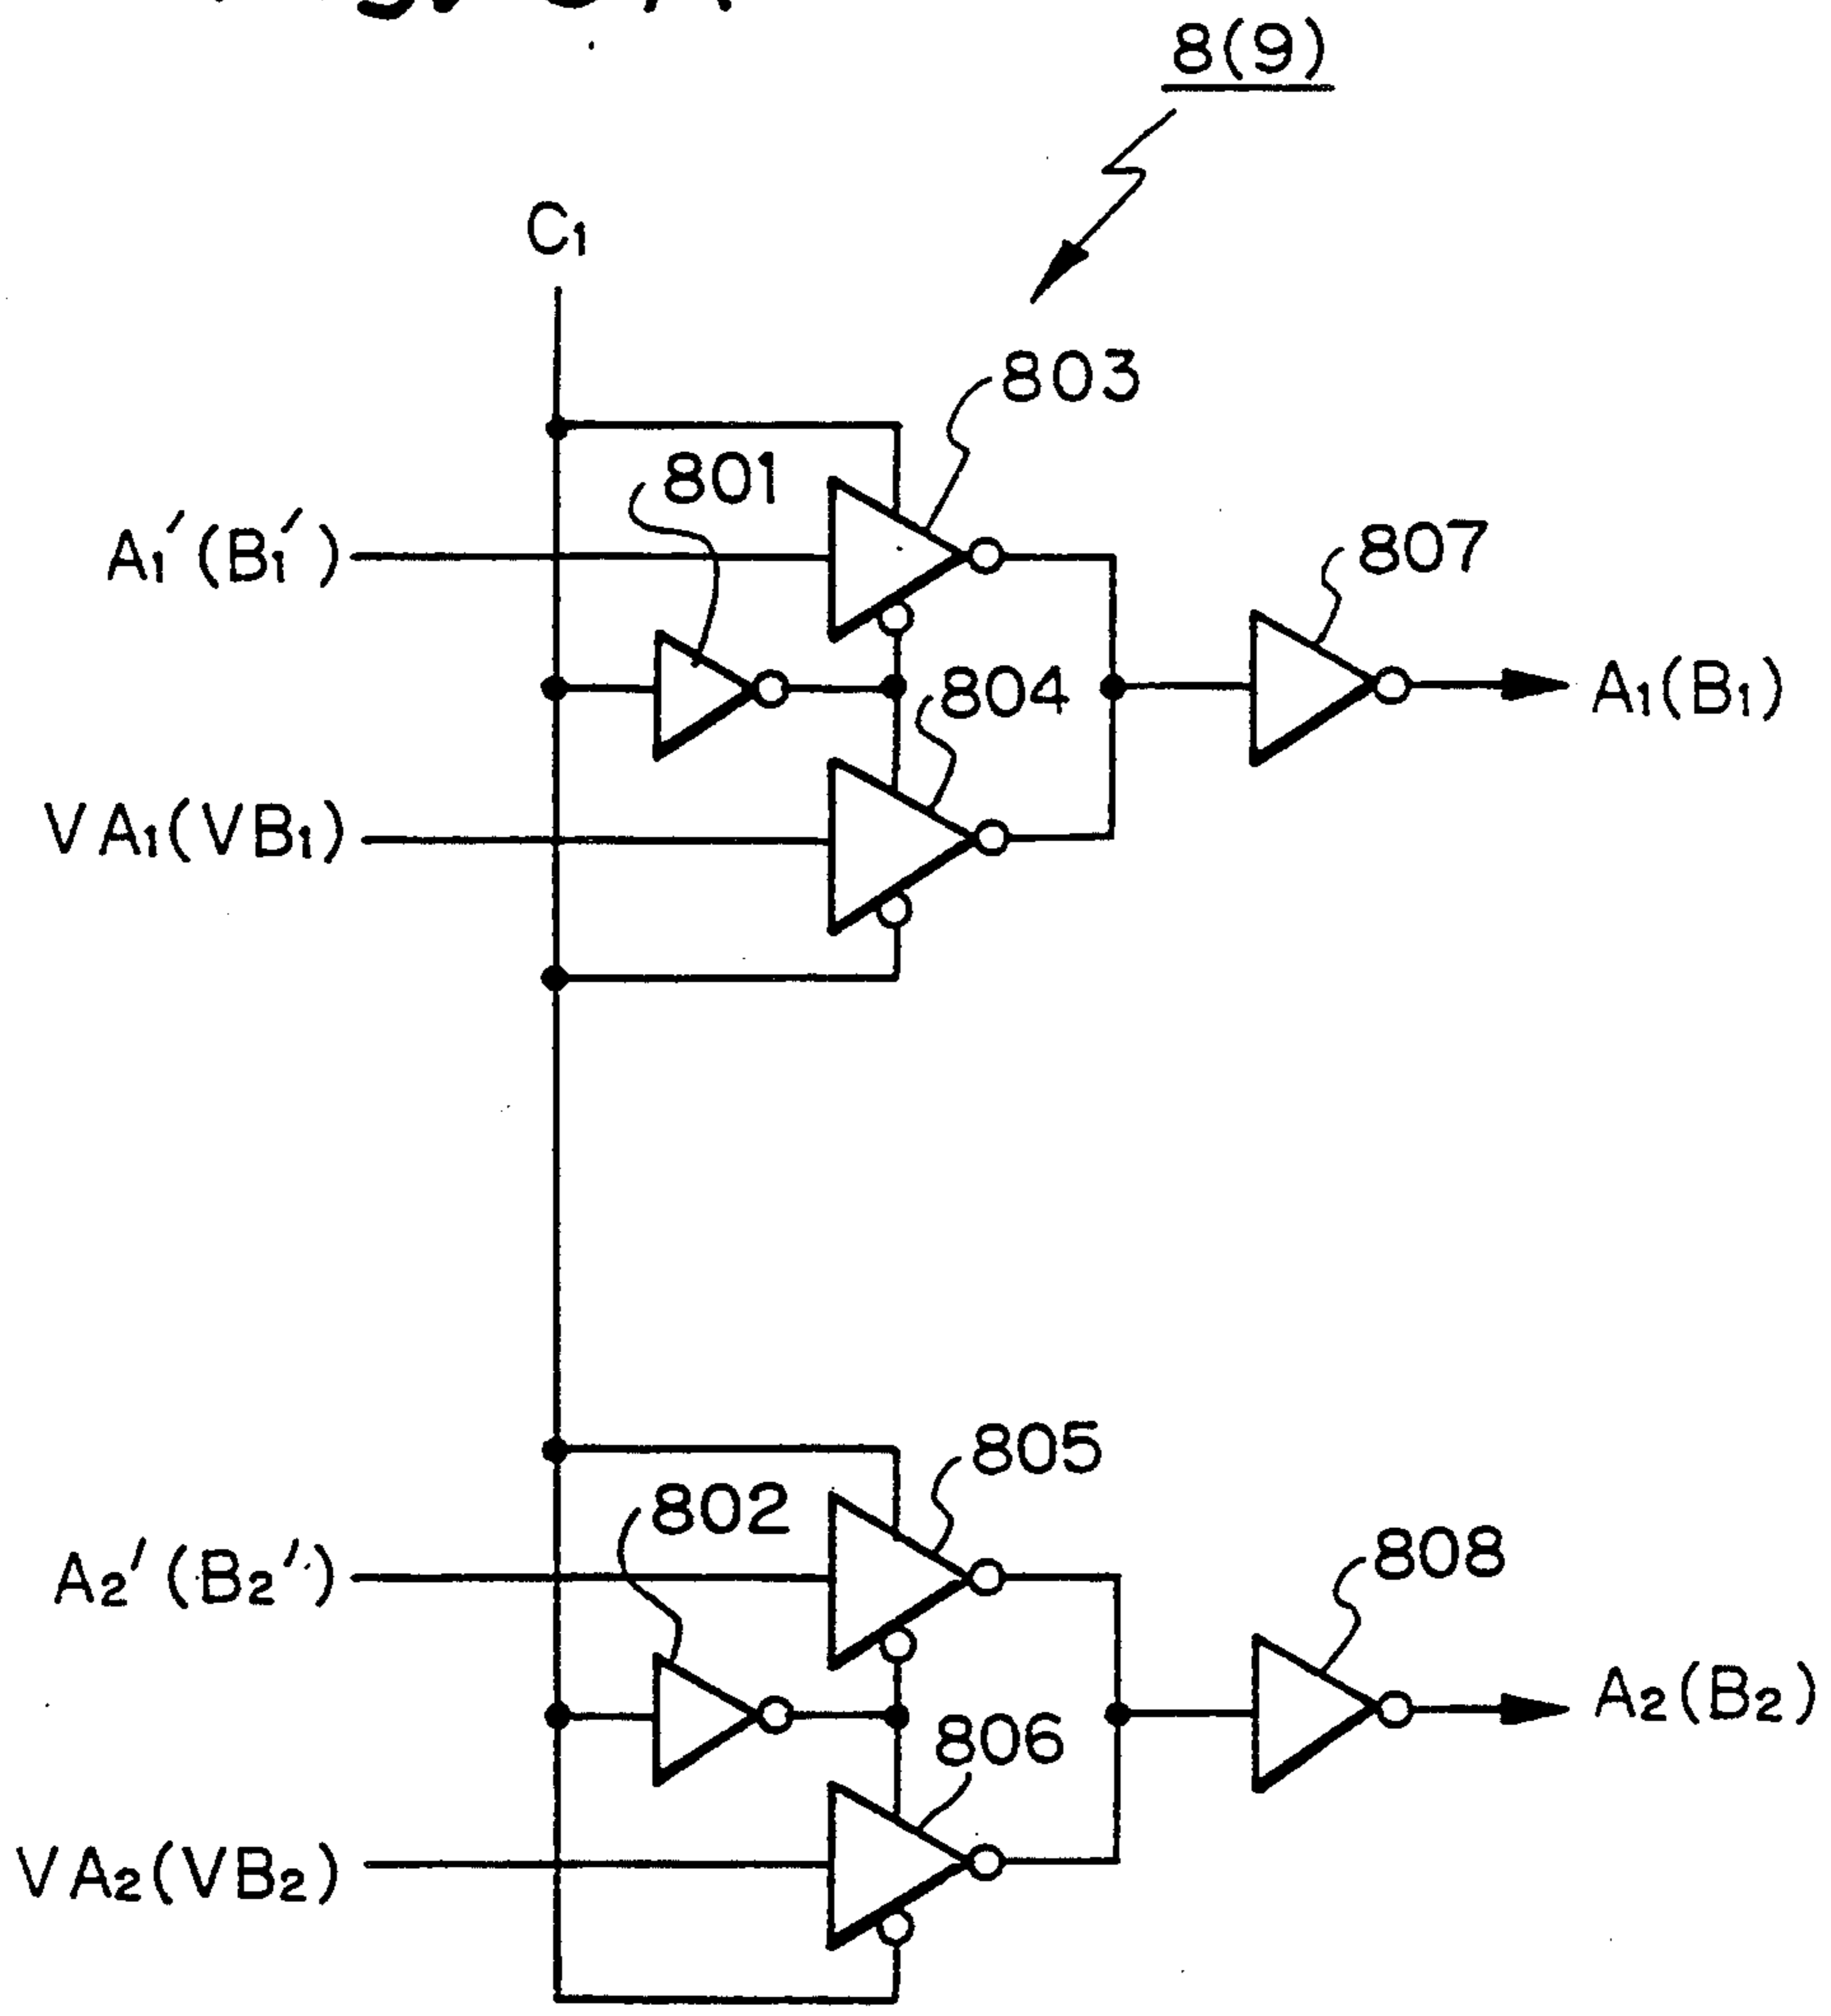 8(9)
C₁
803
801
A₁′(B₁′)
807
804
A₁(B₁)
VA₁(VB₁)
805
802
A₂′(B₂′)
808
A₂(B₂)
806
VA₂(VB₂)